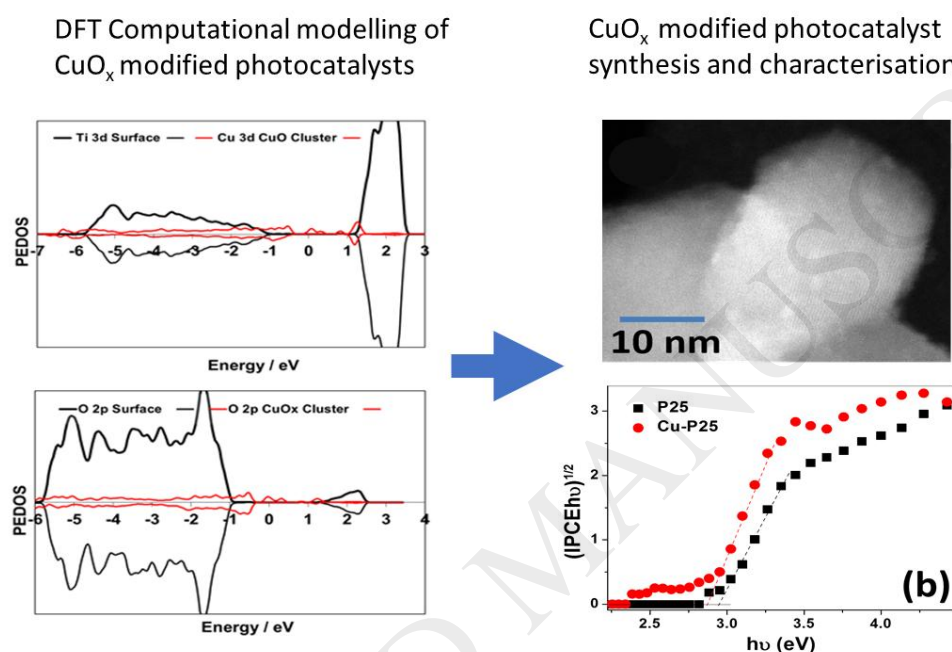 DFT Computational modelling of
CuOₓ modified photocatalysts
CuOₓ modified photocatalyst
synthesis and characterisation
Ti 3d Surface
Cu 3d CuO Cluster
PEDOS
-7 -6 -5 -4 -3 -2 -1 0 1 2 3
Energy / eV
O 2p Surface
O 2p CuOx Cluster
PEDOS
-6 -5 -4 -3 -2 -1 0 1 2 3 4
Energy / eV
10 nm
P25
Cu-P25
(IPCEhυ)^1/2
3
2
1
0
(b)
2.5 3.0 3.5 4.0
hυ (eV)